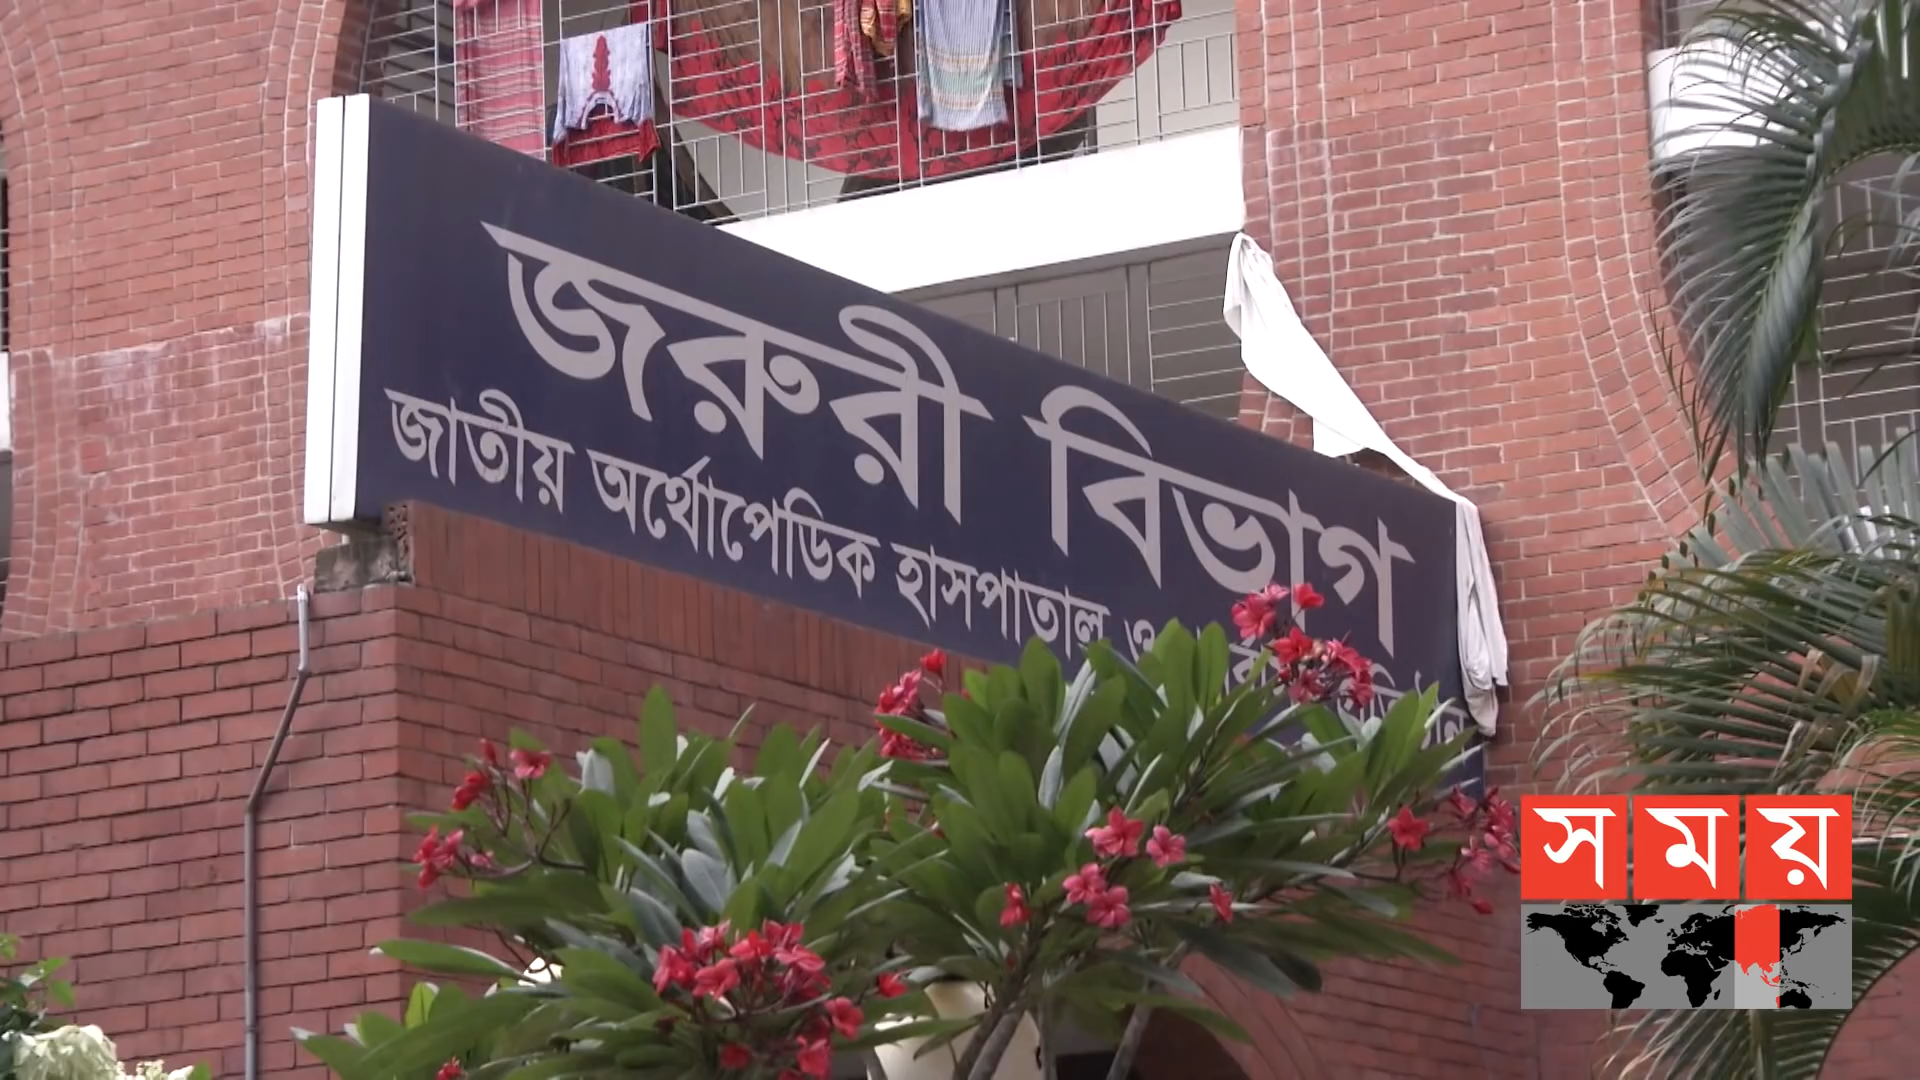 জরুরী বিভাগ
জাতীয় অর্থোপেডিক হাসপাতাল ও
সময়